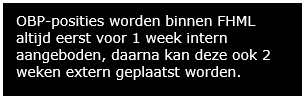 OBP-posities worden binnen FHML
altijd eerst voor 1 week intern
aangeboden, daarna kan deze ook 2
weken extern geplaatst worden.